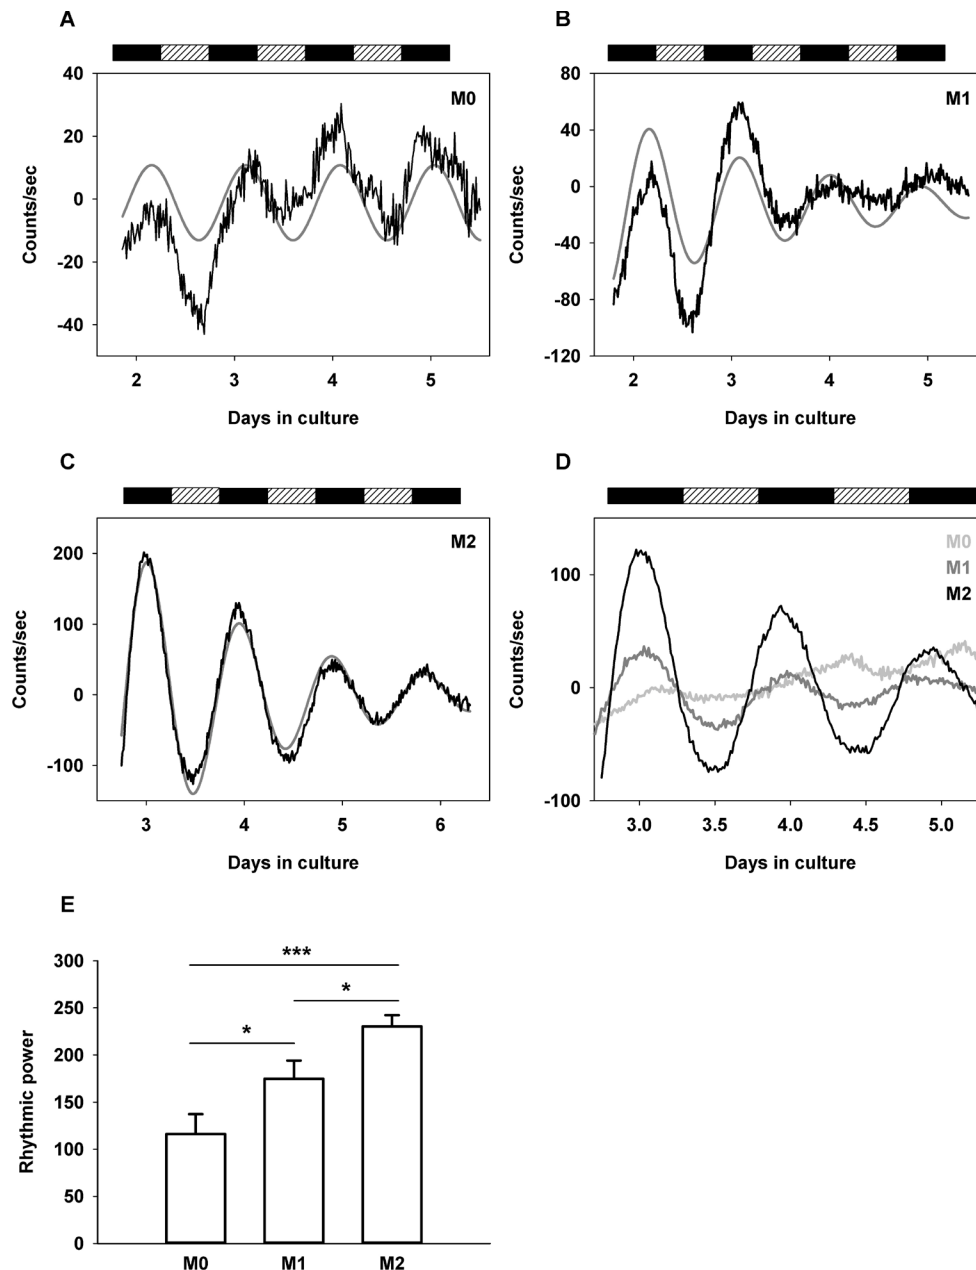 A
M0
40
20
0
-20
-40
Counts/sec
2 3 4 5
Days in culture
B
M1
80
40
0
-40
-80
-120
Counts/sec
2 3 4 5
Days in culture
C
M2
200
100
0
-100
Counts/sec
3 4 5 6
Days in culture
D
M0
M1
M2
100
0
-100
Counts/sec
3.0 3.5 4.0 4.5 5.0
Days in culture
E
300
250
200
150
100
50
0
Rhythmic power
***
*
*
M0 M1 M2